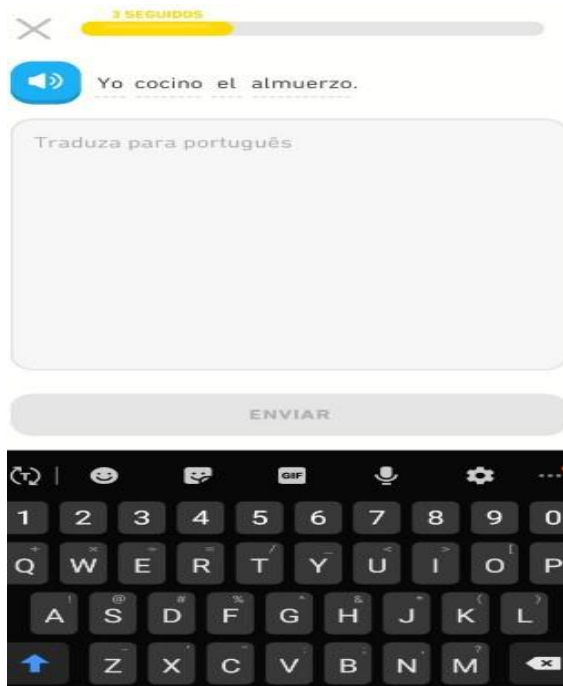 3 SEGUIDOS
Yo cocino el almuerzo.
Traduza para português
ENVIAR
GIF
1 2 3 4 5 6 7 8 9 0
Q W E R T Y U I O P
A S D F G H J K L
Z X C V B N M